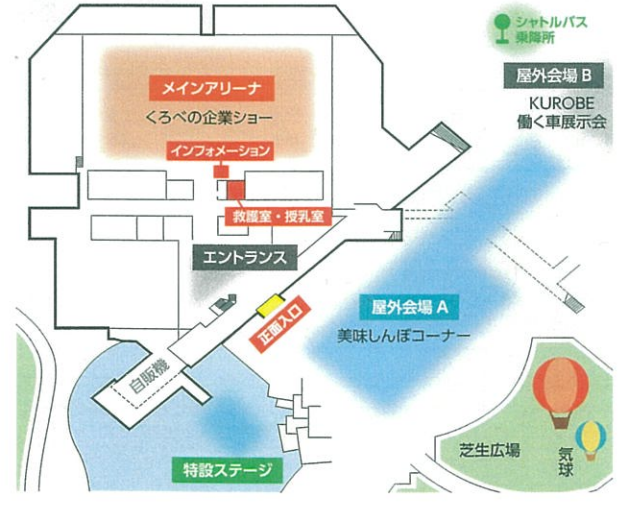 シャトルバス
乗降所
屋外会場 B
KUROBE
働く車展示会
メインアリーナ
くろべの企業ショー
インフォメーション
救護室・授乳室
エントランス
正面入口
屋外会場 A
美味しんぼコーナー
自販機
特設ステージ
芝生広場
気球